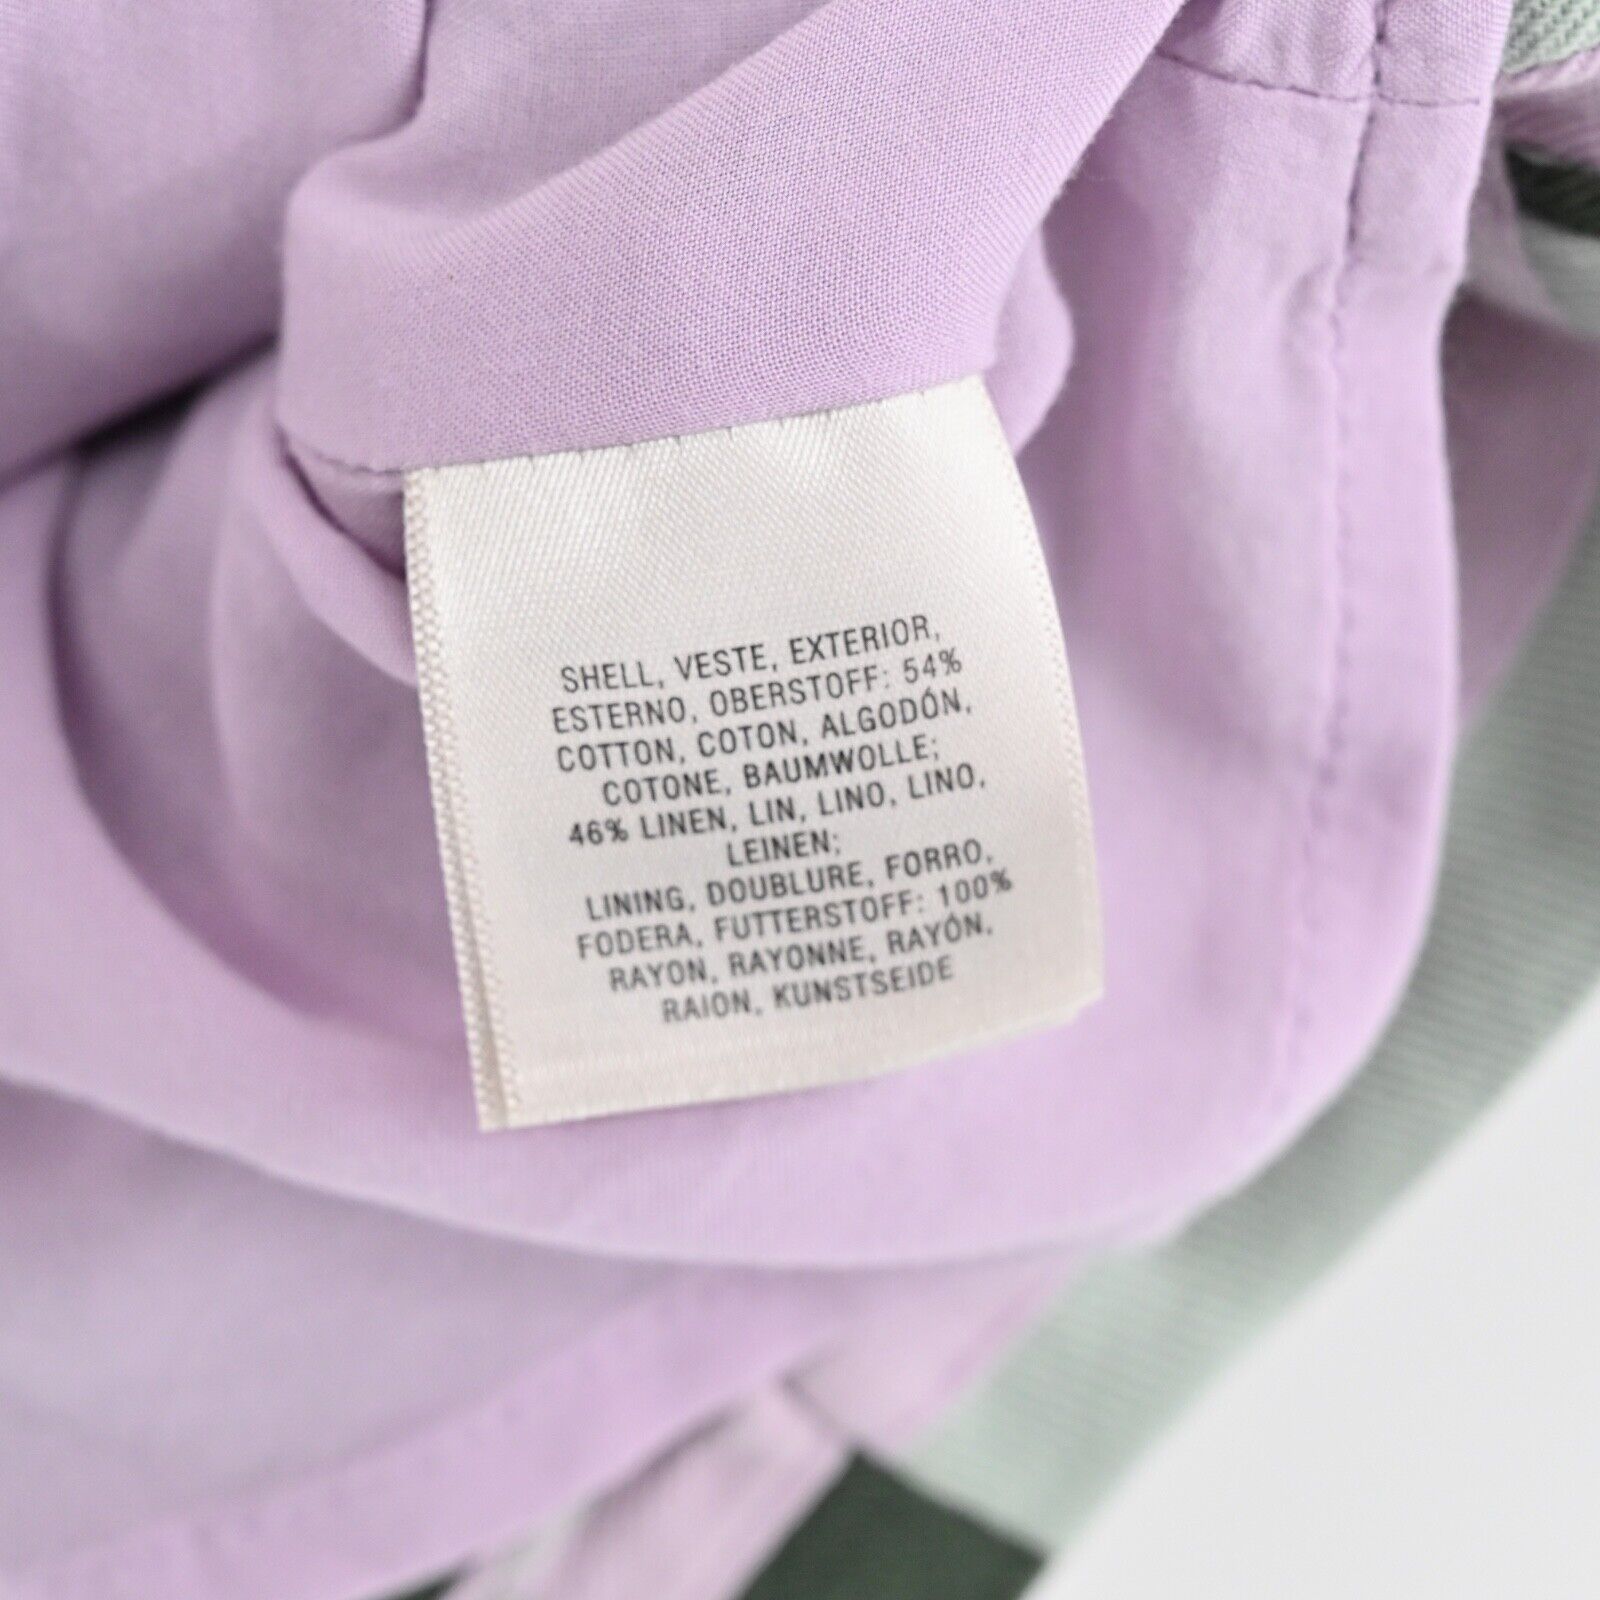 SHELL, VESTE, EXTERIOR,
ESTERNO, OBERSTOFF: 54%
COTTON, COTON, ALGODÓN,
COTONE, BAUMWOLLE;
46% LINEN, LIN, LINO, LINO,
LEINEN;
LINING, DOUBLURE, FORRO,
FODERA, FUTTERSTOFF: 100%
RAYON, RAYONNE, RAYÓN,
RAION, KUNSTSEIDE